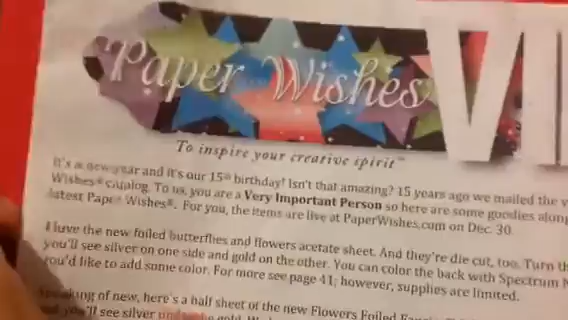 Paper Wishes
VI
To inspire your creative spirit™
It's a new year and it's our 15th birthday! Isn't that amazing? 15 years ago we mailed the
Wishes® catalog. To us, you are a Very Important Person so here are some goodies along
latest Paper Wishes®. For you, the items are live at PaperWishes.com on Dec. 30.
I luve the new foiled butterflies and flowers acetate sheet. And they're die cut, too. Turn
you'll see silver on one side and gold on the other. You can color the back with Spectrum
you'd like to add some color. For more see page 41; however, supplies are limited.
Speaking of new, here's a half sheet of the new Flowers Foiled
you'll see silver gold.